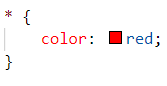 * {
    color: red;
}